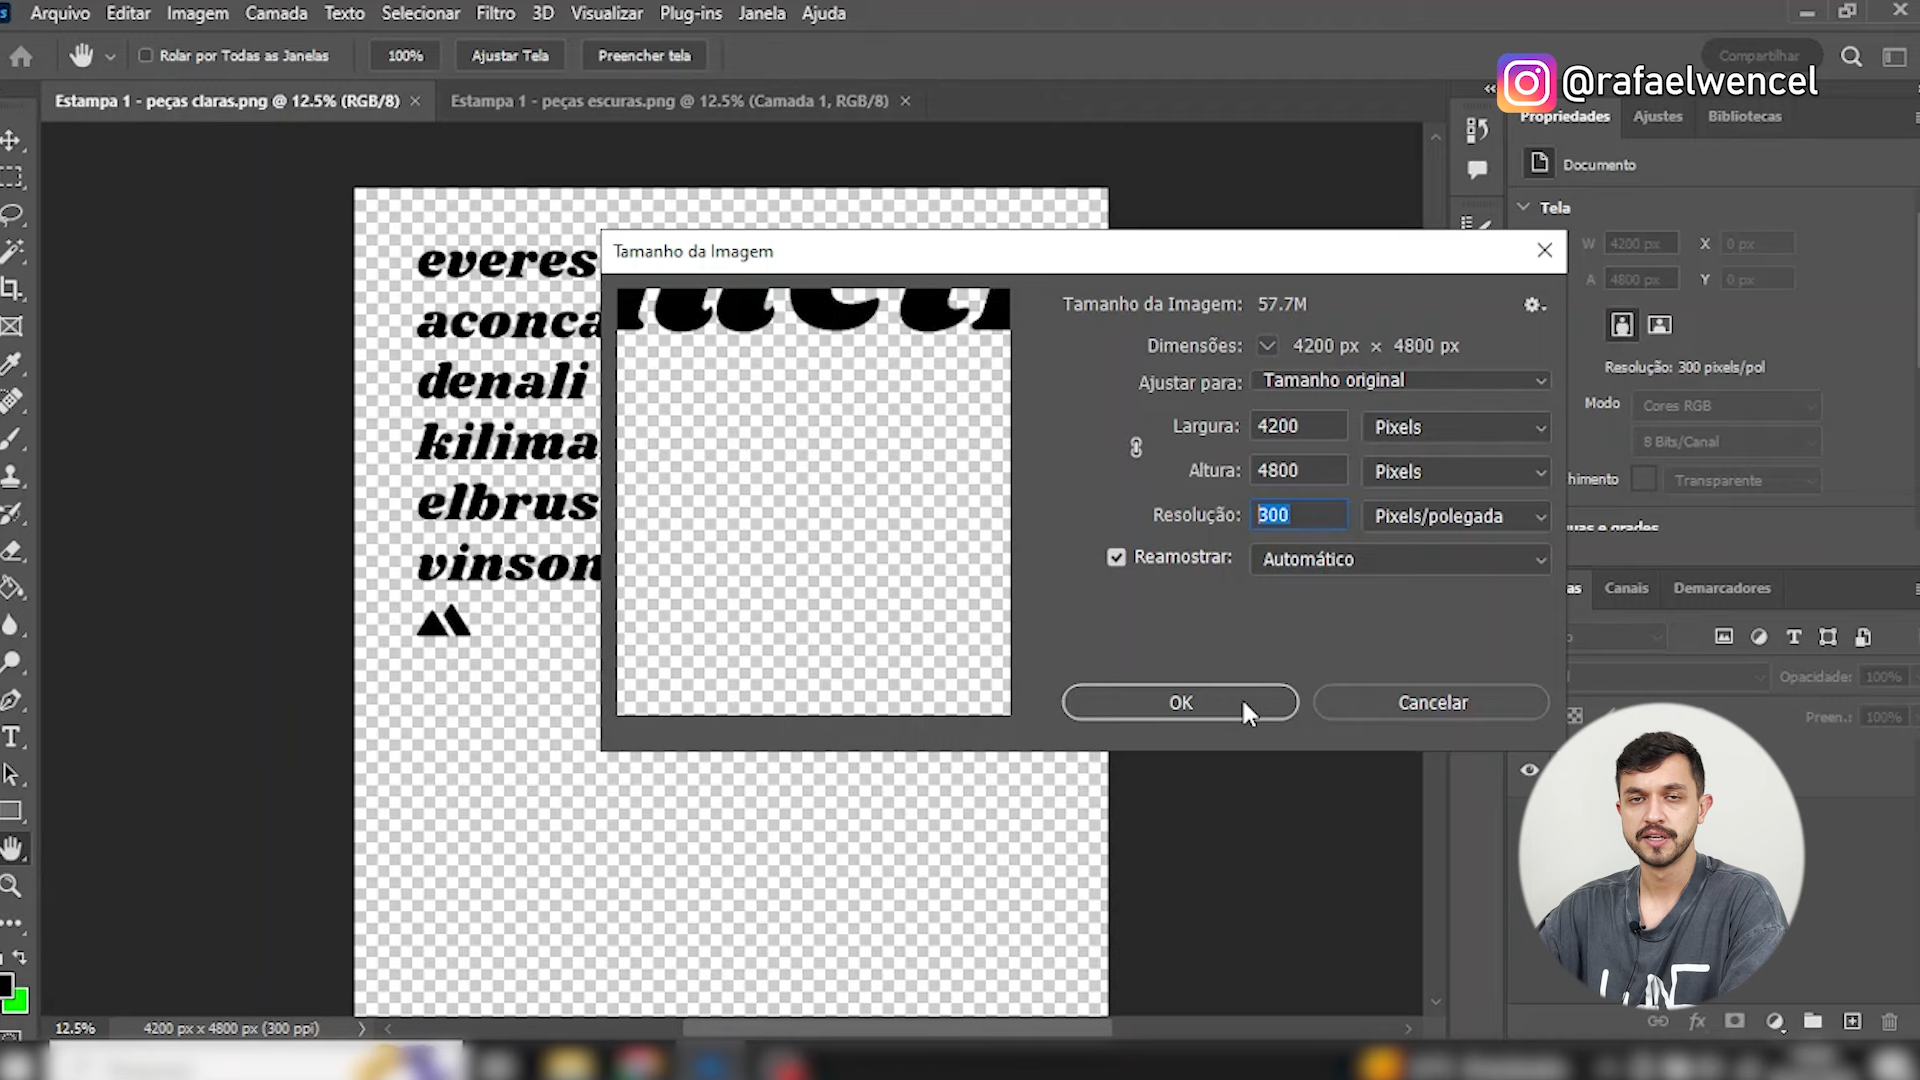 Arquivo Editar Imagem Camada Texto Selecionar Filtro 3D Visualizar Plug-ins Janela Ajuda
Rolar por Todas as Janelas 100% Ajustar Tela Preencher tela Compartilhar
@rafaelwencel
Estampa 1 - peças claras.png @ 12.5% (RGB/8) × Estampa 1 - peças escuras.png @ 12.5% (Camada 1, RGB/8) ×
Propriedades Ajustes Bibliotecas
Documento
Tela
W 4200 px X 0 px
A 4800 px Y 0 px
Resolução: 300 pixels/pol
Modo Cores RGB
8 Bits/Canal
himento Transparente
uas e grades
everes
aconca
denali
kilima
elbrus
vinson
Tamanho da Imagem
Tamanho da Imagem: 57.7M
Dimensões: 4200 px × 4800 px
Ajustar para: Tamanho original
Largura: 4200 Pixels
Altura: 4800 Pixels
Resolução: 300 Pixels/polegada
Reamostrar: Automático
OK Cancelar
as Canais Demarcadores
Opacidade: 100%
Preen.: 100%
fx
12.5% 4200 px x 4800 px (300 ppi)